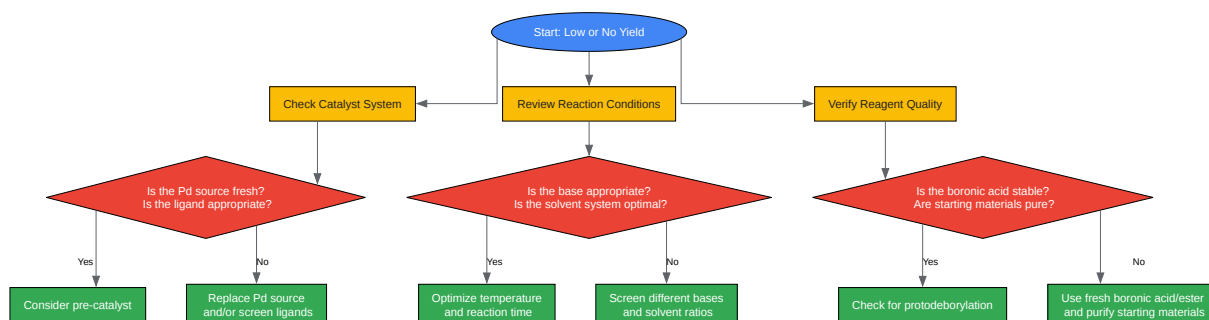 Start: Low or No Yield
Check Catalyst System
Review Reaction Conditions
Verify Reagent Quality
Is the Pd source fresh?
Is the ligand appropriate?
Is the base appropriate?
Is the solvent system optimal?
Is the boronic acid stable?
Are starting materials pure?
Yes
No
Yes
No
Yes
No
Consider pre-catalyst
Replace Pd source
and/or screen ligands
Optimize temperature
and reaction time
Screen different bases
and solvent ratios
Check for protodeborylation
Use fresh boronic acid/ester
and purify starting materials